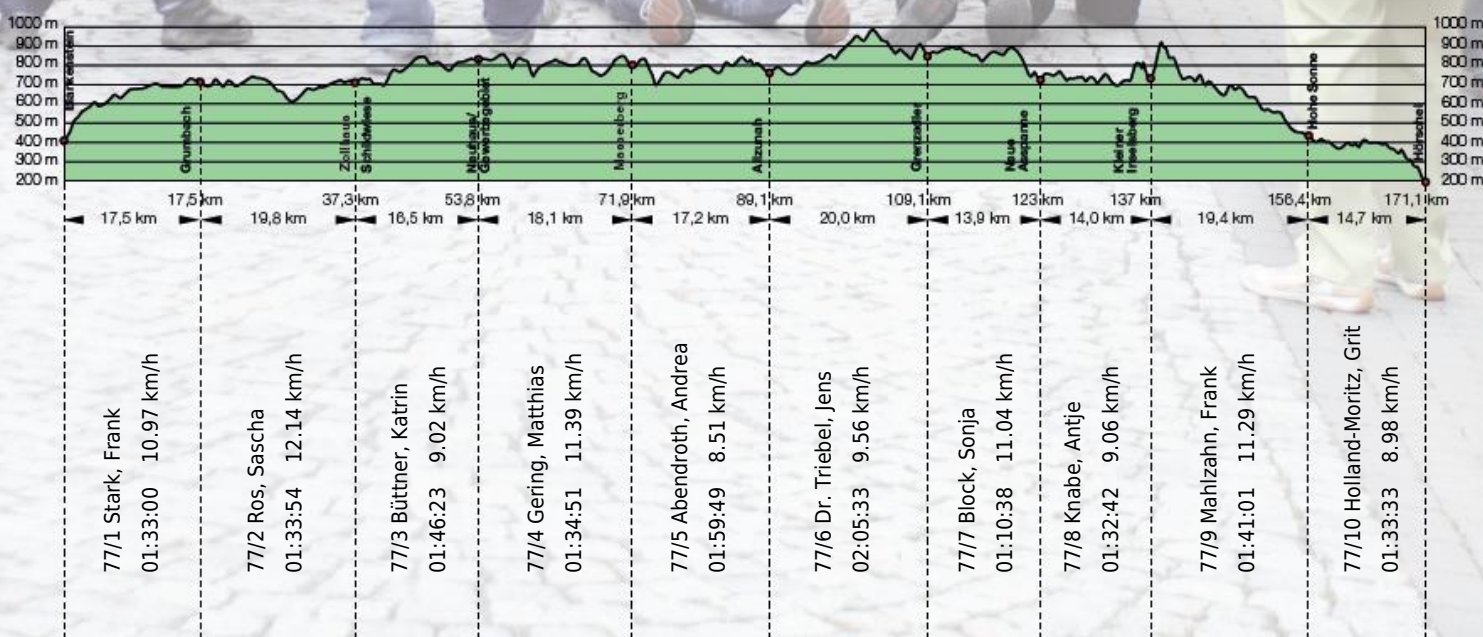 1000 m
900 m
800 m
700 m
600 m
500 m
400 m
300 m
200 m
1000 m
900 m
800 m
700 m
600 m
500 m
400 m
300 m
200 m
Blankenstein
Grumbach
Zollhaus
Schildwiese
Neuhaus/
Masserberg
Allzunah
Grenzadler
Neue
Ausspanne
Kleiner
Inselsberg
Hohe Sonne
Hörschel
17,5 km
37,3 km
53,8 km
71,9 km
89,1 km
109,1 km
123 km
137 km
156,4 km
171,1 km
17,5 km
19,8 km
16,5 km
18,1 km
17,2 km
20,0 km
13,9 km
14,0 km
19,4 km
14,7 km
77/1 Stark, Frank
01:33:00 10.97 km/h
77/2 Ros, Sascha
01:33:54 12.14 km/h
77/3 Büttner, Katrin
01:46:23 9.02 km/h
77/4 Gering, Matthias
01:34:51 11.39 km/h
77/5 Abendroth, Andrea
01:59:49 8.51 km/h
77/6 Dr. Triebel, Jens
02:05:33 9.56 km/h
77/7 Block, Sonja
01:10:38 11.04 km/h
77/8 Knabe, Antje
01:32:42 9.06 km/h
77/9 Mahlzahn, Frank
01:41:01 11.29 km/h
77/10 Holland-Moritz, Grit
01:33:33 8.98 km/h